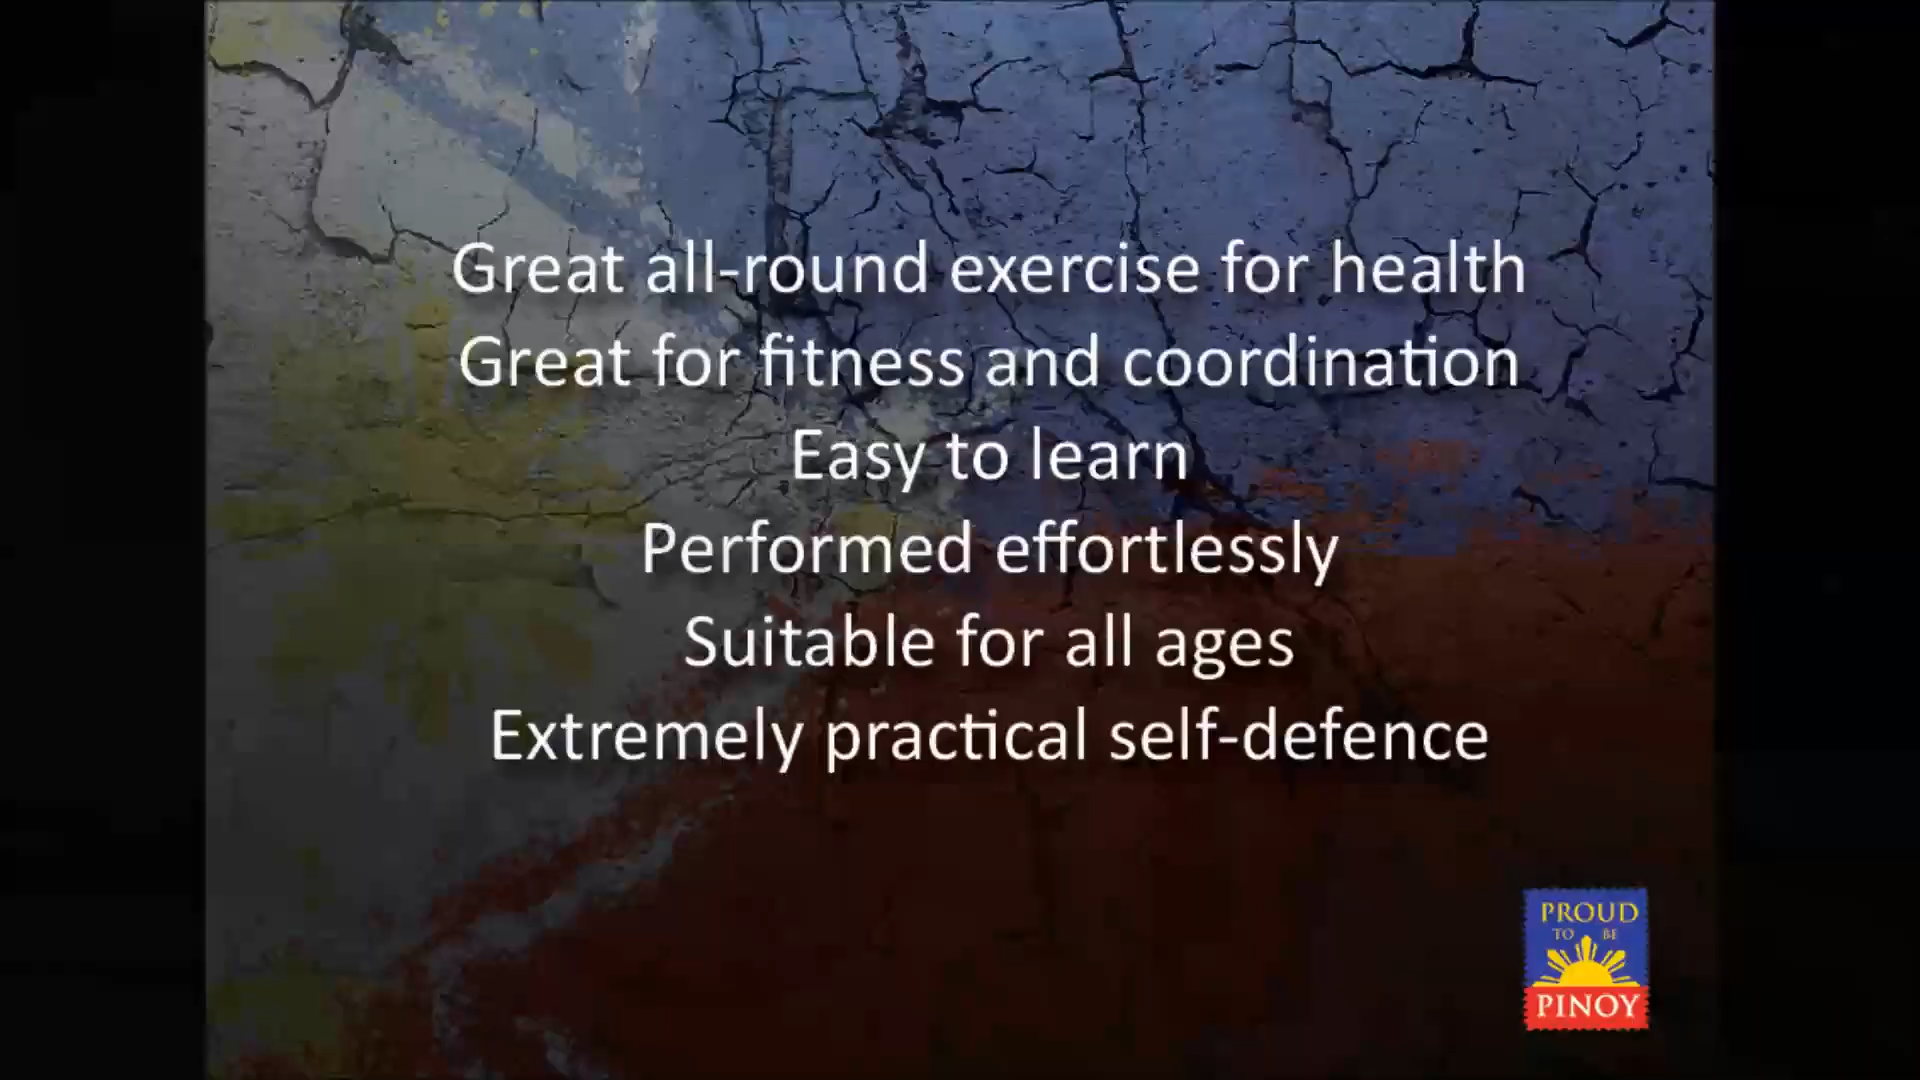 Great all-round exercise for health
Great for fitness and coordination
Easy to learn
Performed effortlessly
Suitable for all ages
Extremely practical self-defence
PROUD
TO BE
PINOY